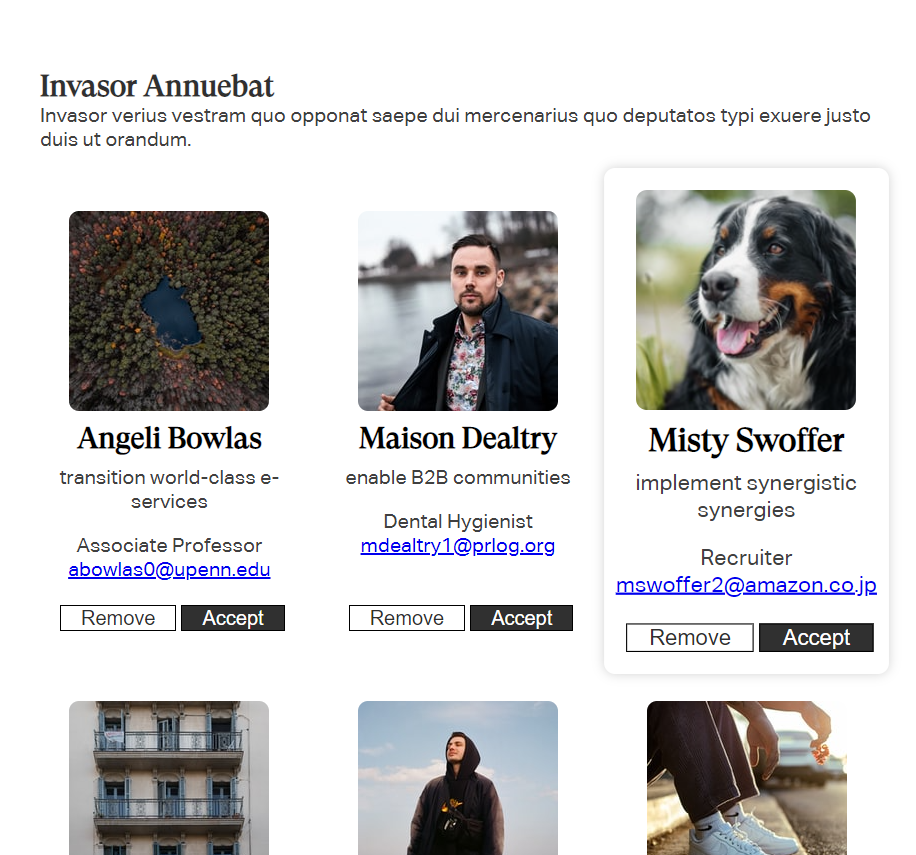 Invasor Annuebat
Invasor verius vestram quo opponat saepe dui mercenarius quo deputatos typi exuere justo
duis ut orandum.
Angeli Bowlas
transition world-class e-
services
Associate Professor
abowlas0@upenn.edu
Remove Accept
Maison Dealtry
enable B2B communities
Dental Hygienist
mdealtry1@prlog.org
Remove Accept
Misty Swoffer
implement synergistic
synergies
Recruiter
mswoffer2@amazon.co.jp
Remove Accept